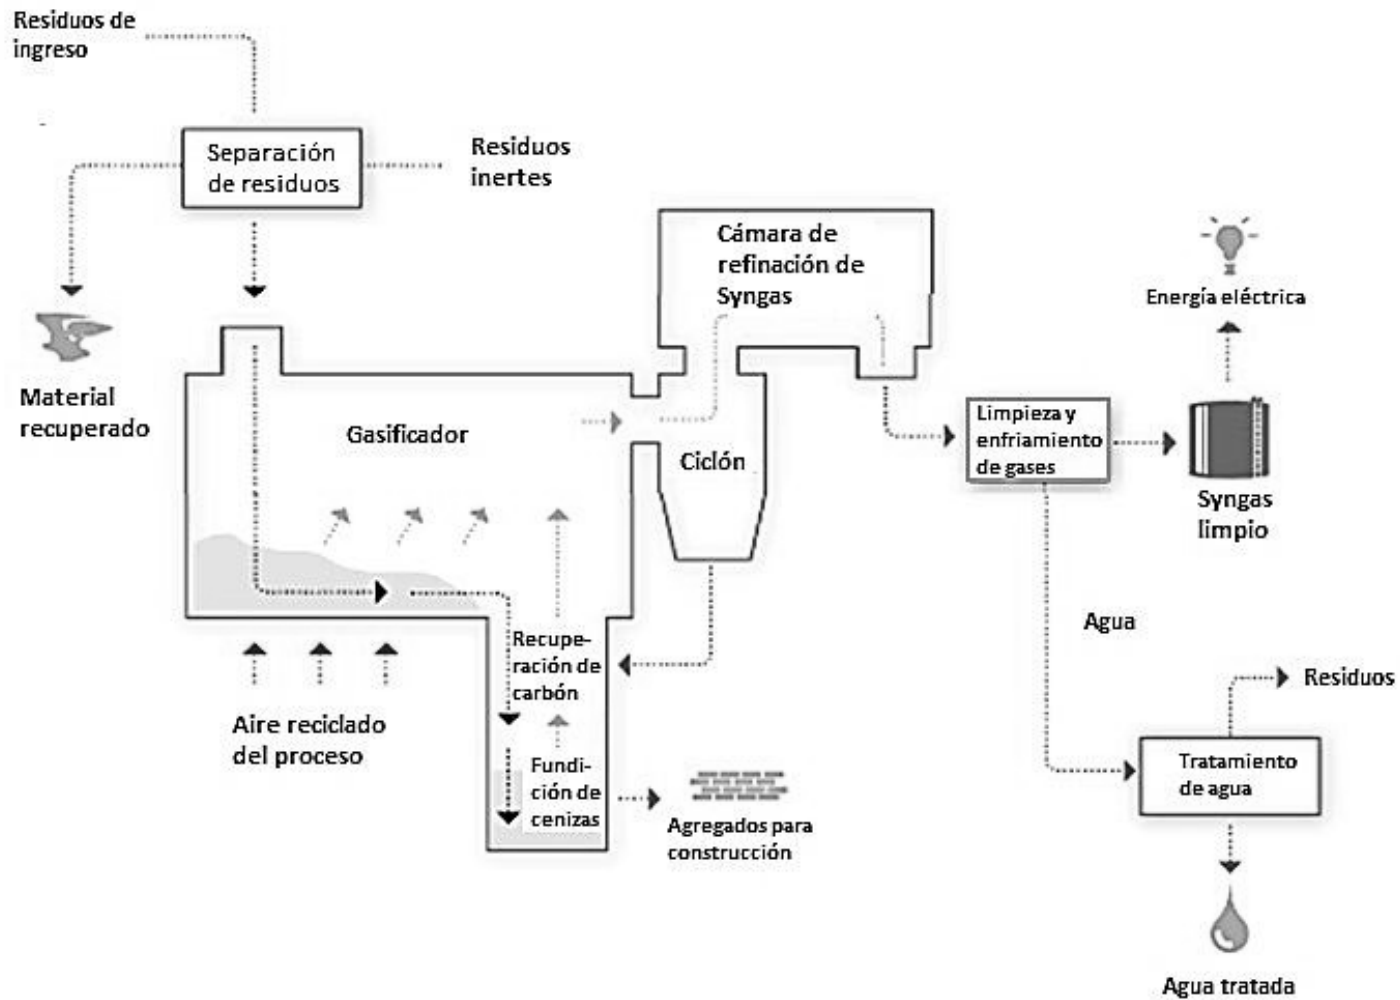 Residuos de
ingreso
Separación
de residuos
Residuos
inertes
Material
recuperado
Cámara de
refinación de
Syngas
Energía eléctrica
Gasificador
Ciclón
Limpieza y
enfriamiento
de gases
Syngas
limpio
Recupe-
ración de
carbón
Agua
Residuos
Aire reciclado
del proceso
Fundi-
ción de
cenizas
Agregados para
construcción
Tratamiento
de agua
Agua tratada